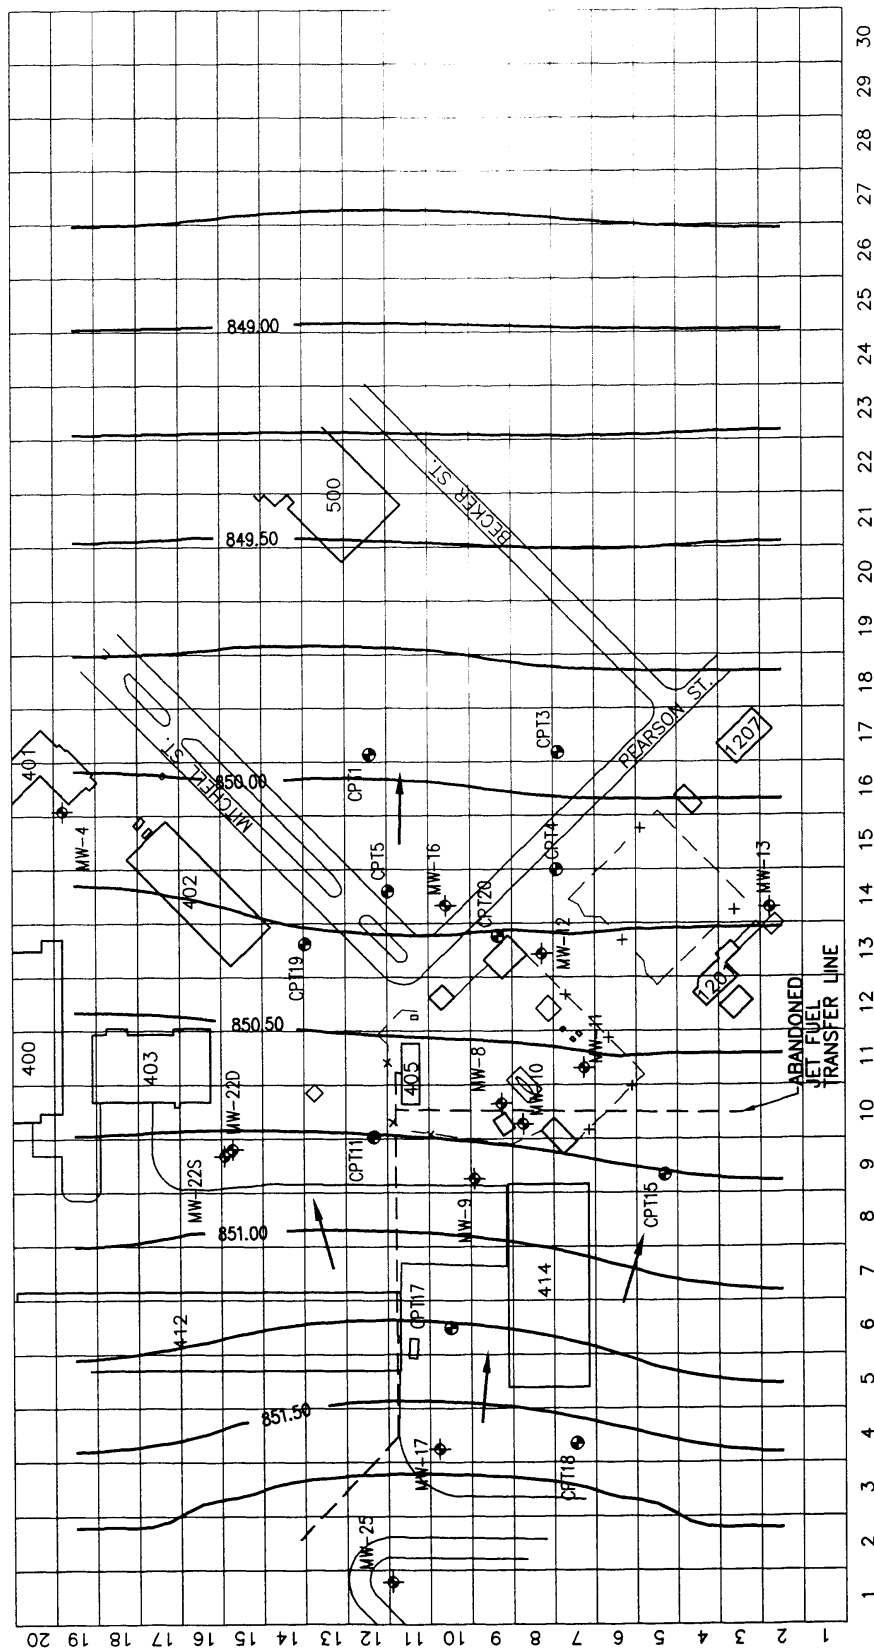 30
29
28
27
26
25
24
23
22
21
20
19
18
17
16
15
14
13
12
11
10
9
8
7
6
5
4
3
2
1
20
19
18
17
16
15
14
13
12
11
10
9
8
7
6
5
4
3
2
1
849.00
849.50
850.00
850.50
851.00
851.50
BECKER ST.
MITCHELL ST.
PEARSON ST.
500
401
402
400
403
405
412
414
1207
1201
MW-4
CPT1
CPT3
CPT5
CPT4
MW-16
CPT20
MW-13
MW-12
CPT19
MW-11
MW-8
MW-10
MW-22D
MW-22S
CPT11
MW-9
CPT15
CPT17
MW-17
CPT18
MW-25
ABANDONED
JET FUEL
TRANSFER LINE